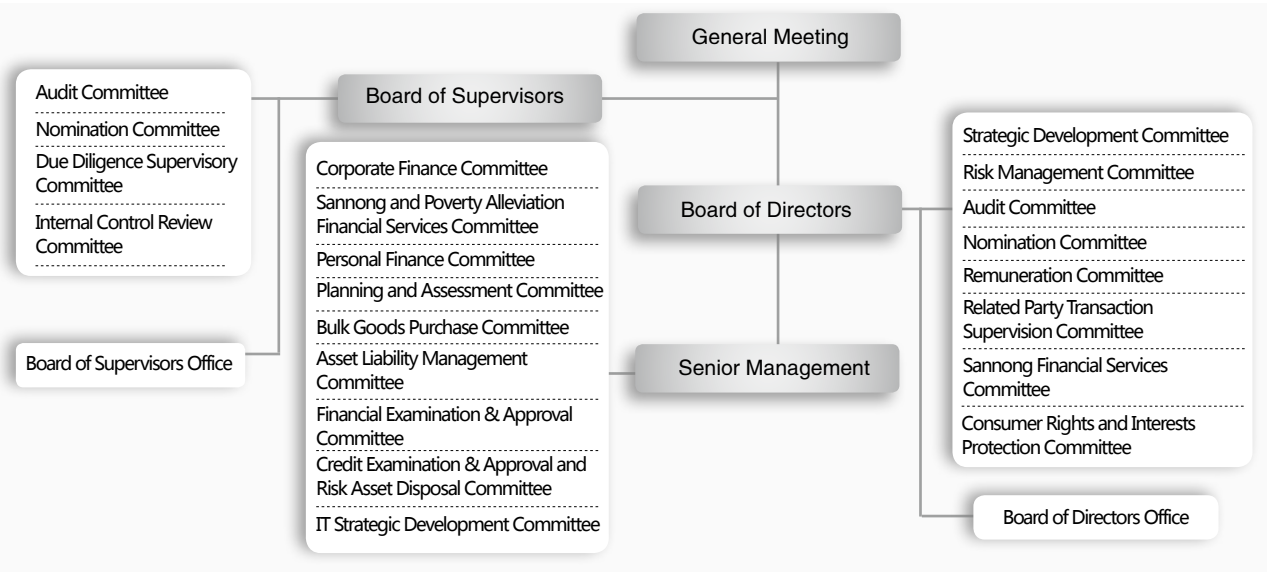 General Meeting
Board of Supervisors
Audit Committee
Nomination Committee
Due Diligence Supervisory
Committee
Internal Control Review
Committee
Board of Supervisors Office
Corporate Finance Committee
Sannong and Poverty Alleviation
Financial Services Committee
Personal Finance Committee
Planning and Assessment Committee
Bulk Goods Purchase Committee
Asset Liability Management
Committee
Financial Examination & Approval
Committee
Credit Examination & Approval and
Risk Asset Disposal Committee
IT Strategic Development Committee
Board of Directors
Senior Management
Strategic Development Committee
Risk Management Committee
Audit Committee
Nomination Committee
Remuneration Committee
Related Party Transaction
Supervision Committee
Sannong Financial Services
Committee
Consumer Rights and Interests
Protection Committee
Board of Directors Office